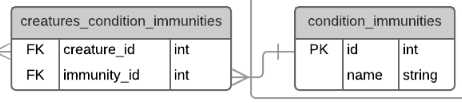 creatures_condition_immunities
FK creature_id int
FK immunity_id int
condition_immunities
PK id int
name string